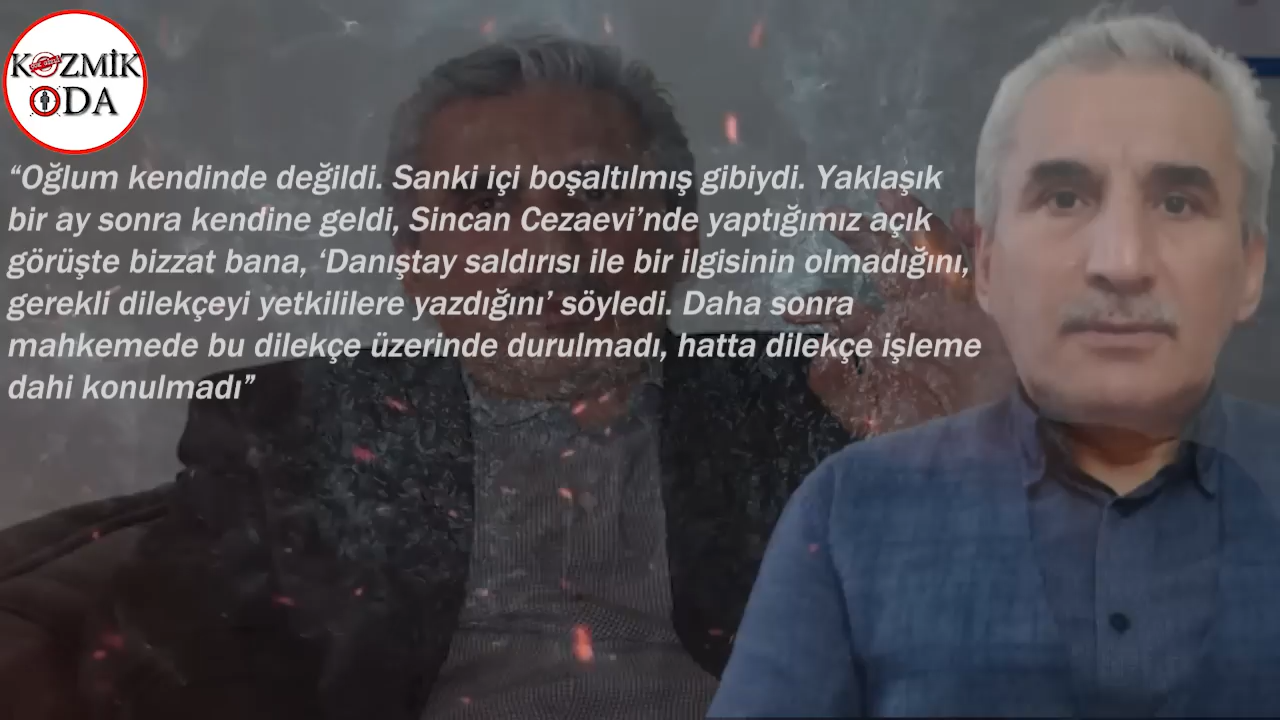 KOZMİK
ODA
“Oğlum kendinde değildi. Sanki içi boşaltılmış gibiydi. Yaklaşık
bir ay sonra kendine geldi, Sincan Cezaevi’nde yaptığımız açık
görüşte bizzat bana, ‘Danıştay saldırısı ile bir ilgisinin olmadığını,
gerekli dilekçeyi yetkililere yazdığını’ söyledi. Daha sonra
mahkemede bu dilekçe üzerinde durulmadı, hatta dilekçe işleme
dahi konulmadı”